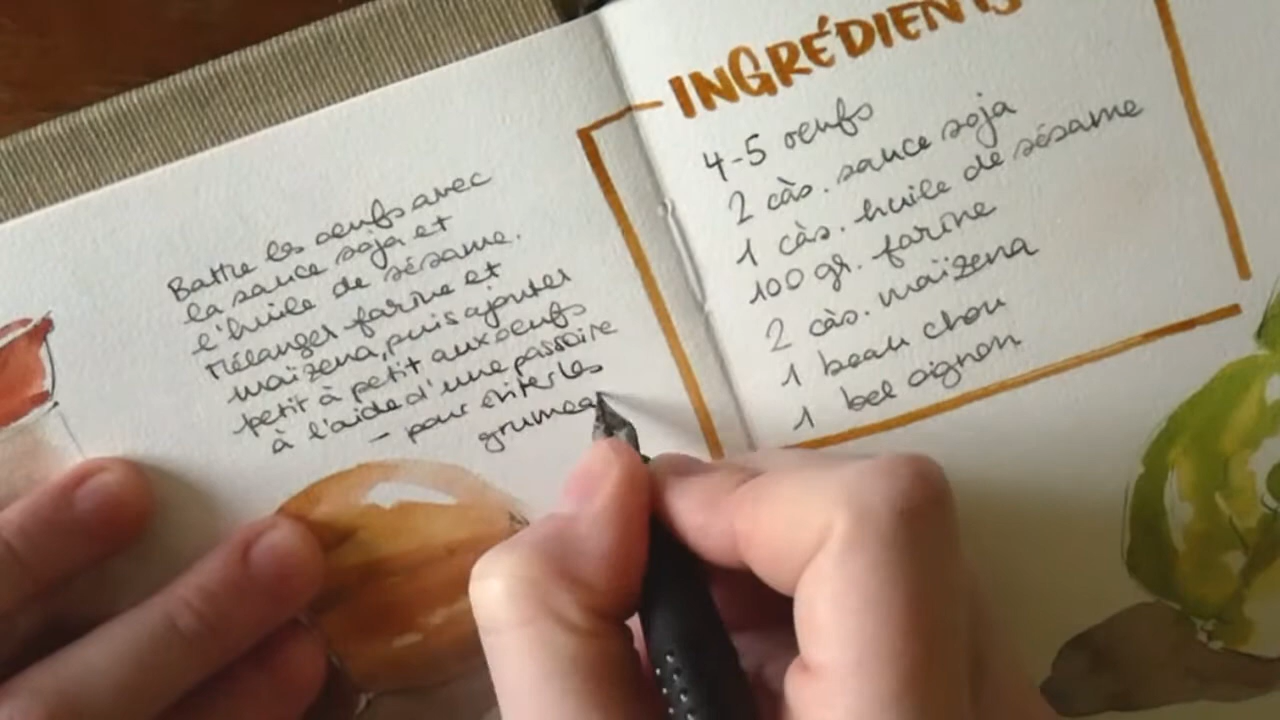 Battre les oeufs avec
la sauce soja et
l'huile de sésame.
Mélanger farine et
maïzena, puis ajouter
petit à petit aux oeufs
à l'aide d'une passoire
- pour éviter les
grumea
INGRÉDIENTS
4-5 oeufs
2 càs. sauce soja
1 càs. huile de sésame
100 gr. farine
2 càs. maïzena
1 beau chou
1 bel oignon